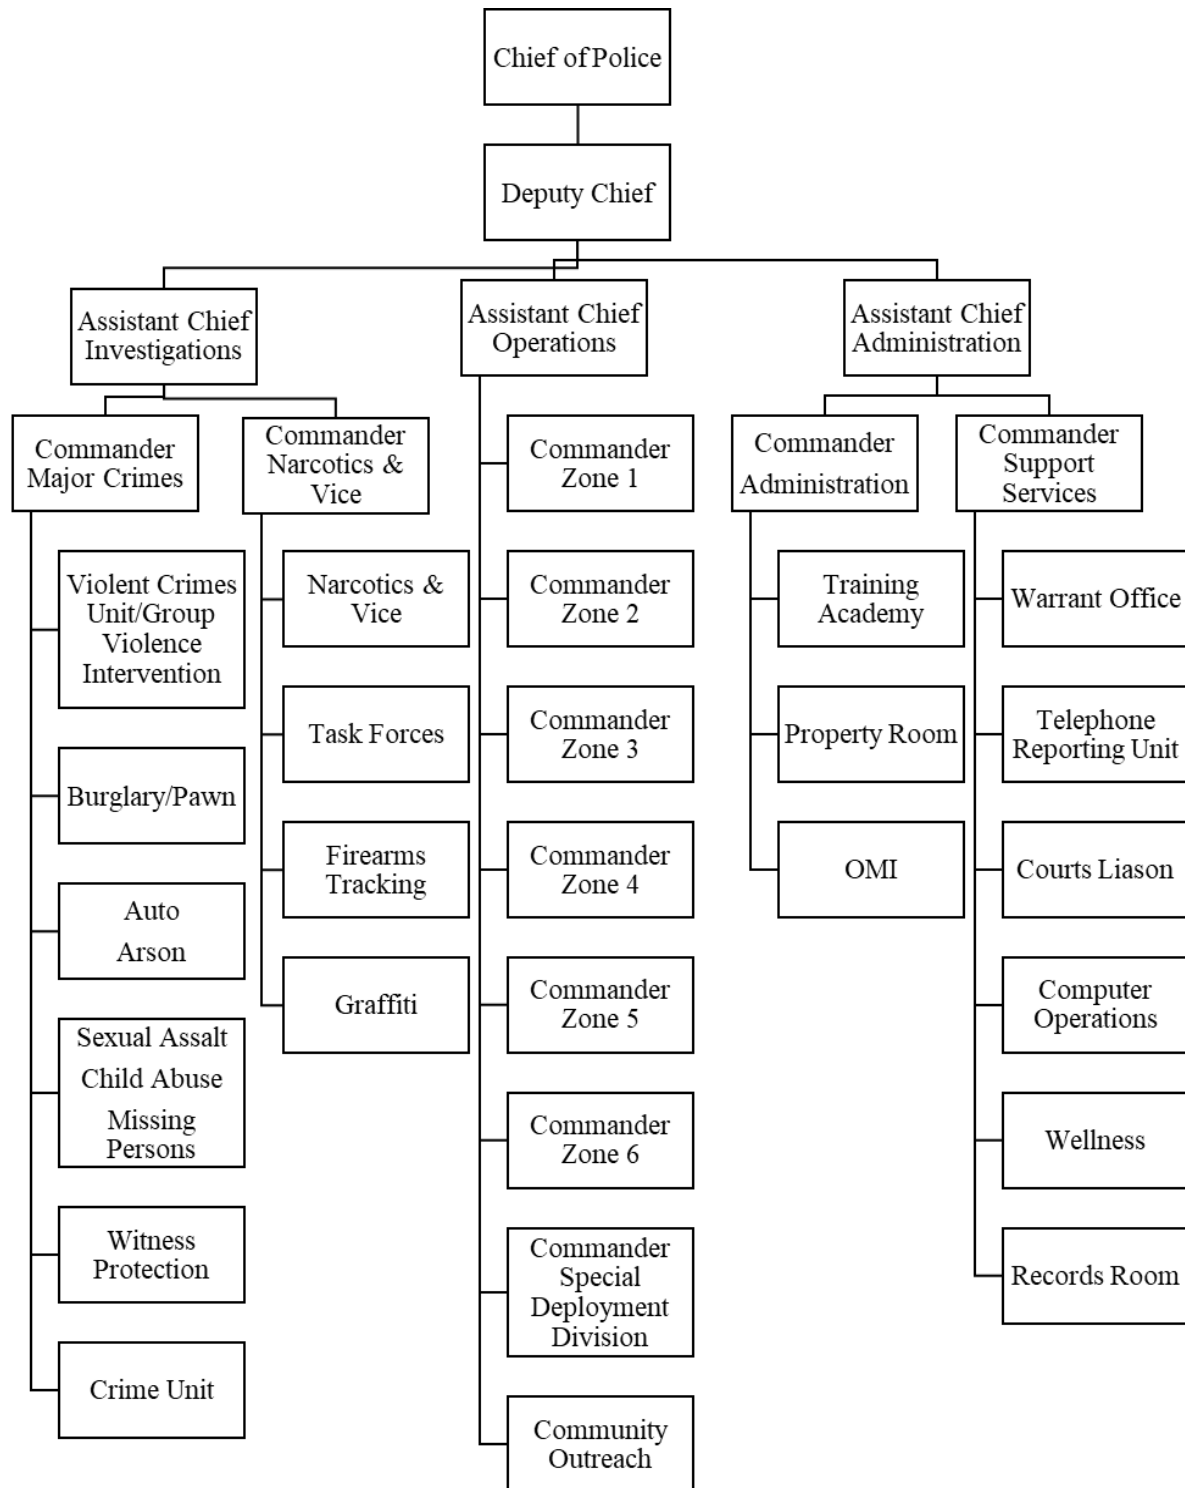 Chief of Police
Deputy Chief
Assistant Chief
Investigations
Assistant Chief
Operations
Assistant Chief
Administration
Commander
Major Crimes
Commander
Narcotics &
Vice
Commander
Zone 1
Commander
Administration
Commander
Support
Services
Violent Crimes
Unit/Group
Violence
Intervention
Narcotics &
Vice
Commander
Zone 2
Training
Academy
Warrant Office
Burglary/Pawn
Task Forces
Commander
Zone 3
Property Room
Telephone
Reporting Unit
Auto
Arson
Firearms
Tracking
Commander
Zone 4
OMI
Courts Liason
Sexual Assalt
Child Abuse
Missing
Persons
Graffiti
Commander
Zone 5
Computer
Operations
Witness
Protection
Commander
Zone 6
Wellness
Crime Unit
Commander
Special
Deployment
Division
Records Room
Community
Outreach